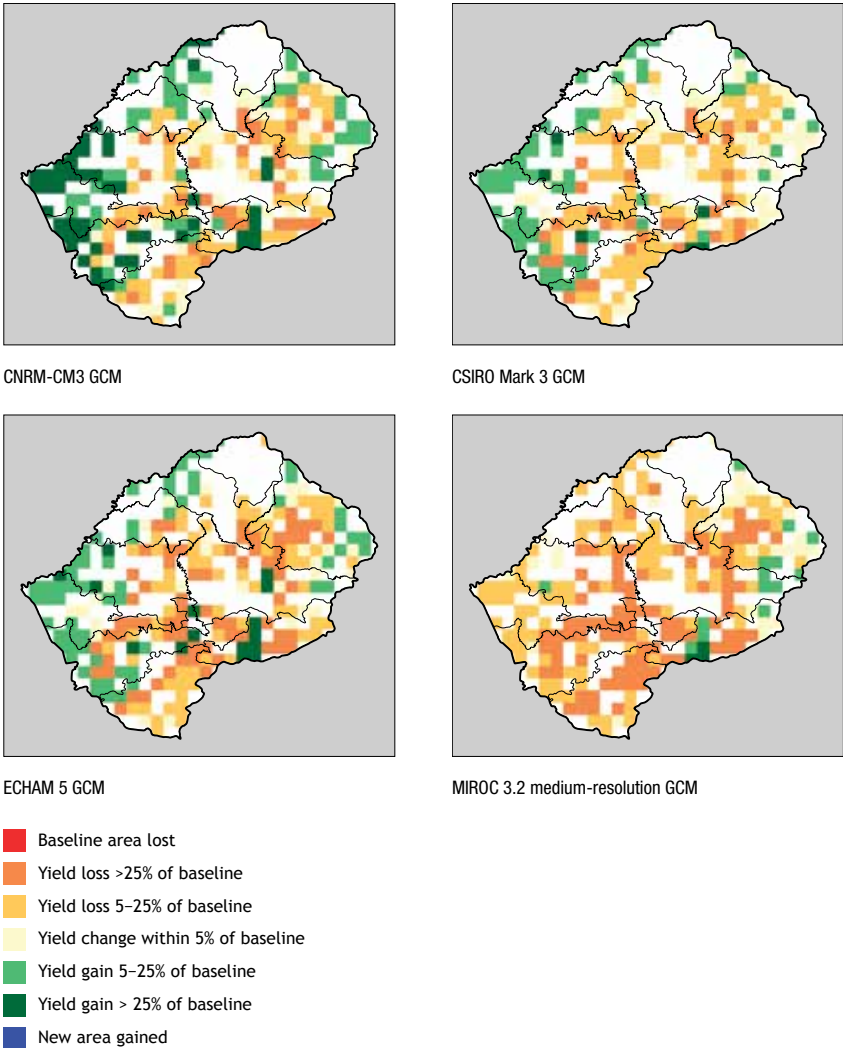 CNRM-CM3 GCM
CSIRO Mark 3 GCM
ECHAM 5 GCM
MIROC 3.2 medium-resolution GCM
Baseline area lost
Yield loss >25% of baseline
Yield loss 5–25% of baseline
Yield change within 5% of baseline
Yield gain 5–25% of baseline
Yield gain > 25% of baseline
New area gained